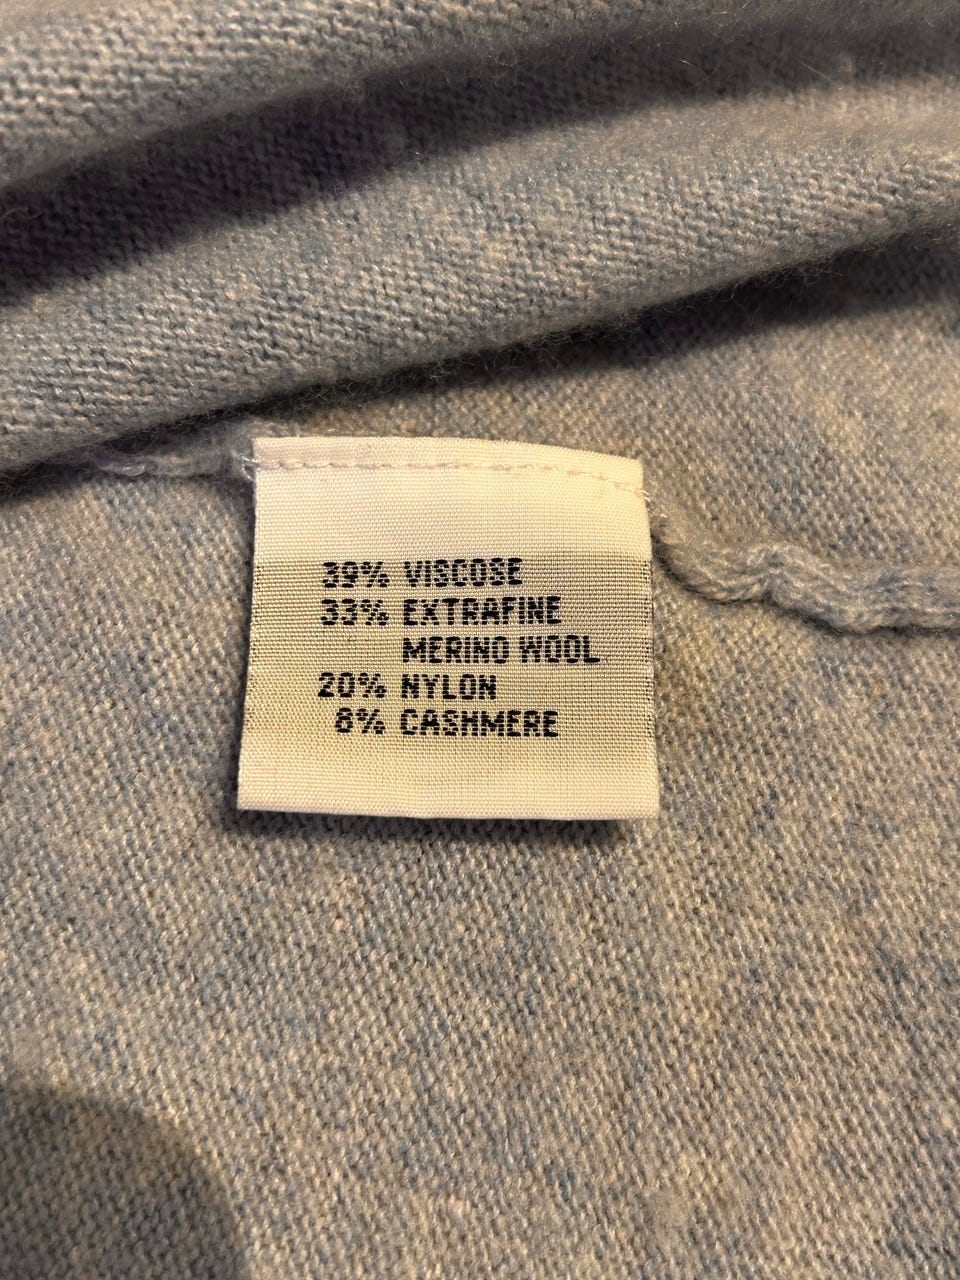 39% VISCOSE
33% EXTRAFINE
MERINO WOOL
20% NYLON
8% CASHMERE